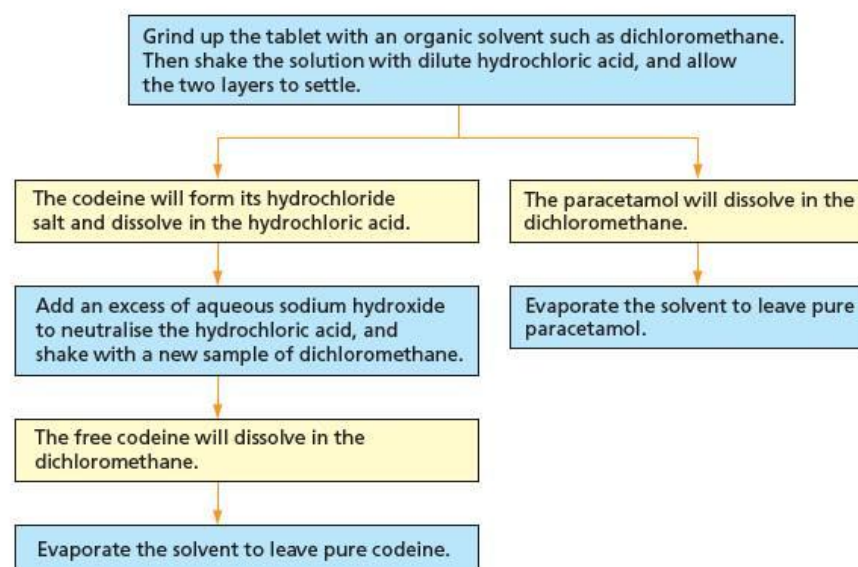 Grind up the tablet with an organic solvent such as dichloromethane.
Then shake the solution with dilute hydrochloric acid, and allow
the two layers to settle.
The codeine will form its hydrochloride
salt and dissolve in the hydrochloric acid.
Add an excess of aqueous sodium hydroxide
to neutralise the hydrochloric acid, and
shake with a new sample of dichloromethane.
The free codeine will dissolve in the
dichloromethane.
Evaporate the solvent to leave pure codeine.
The paracetamol will dissolve in the
dichloromethane.
Evaporate the solvent to leave pure
paracetamol.